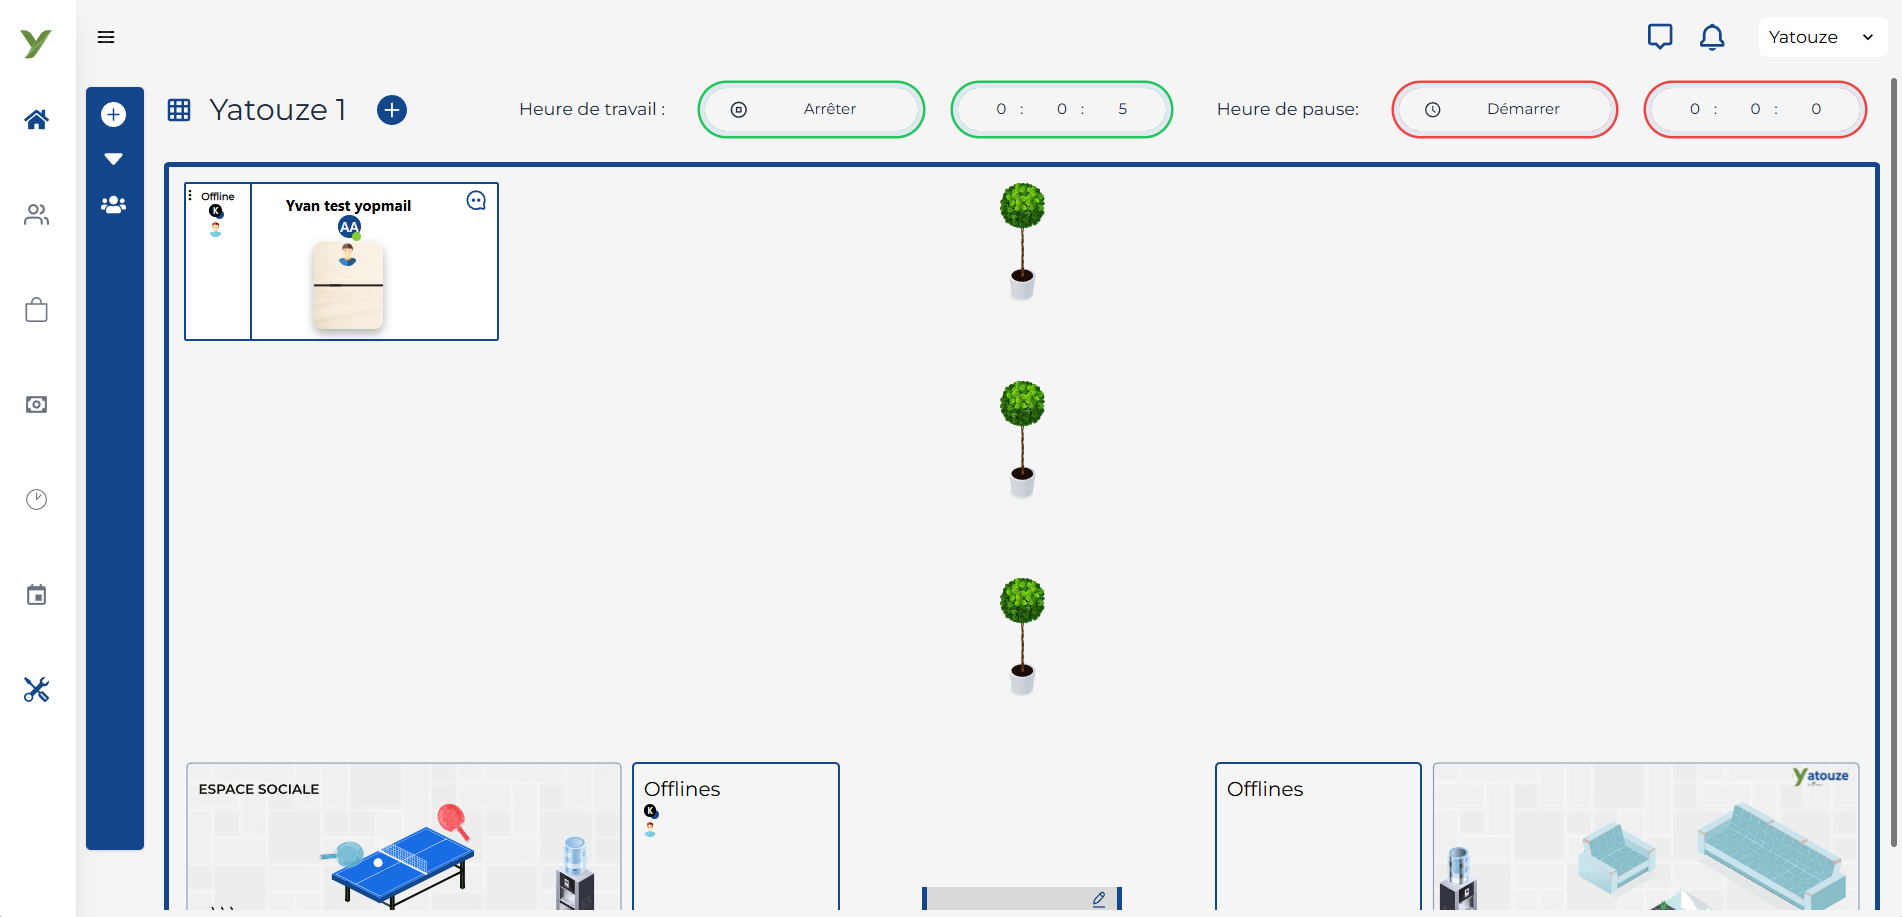 Yatouze
Yatouze 1
Heure de travail :
Arrêter
0 : 0 : 5
Heure de pause:
Démarrer
0 : 0 : 0
Offline
K
Yvan test yopmail
AA
ESPACE SOCIALE
Offlines
K
Offlines
Yatouze